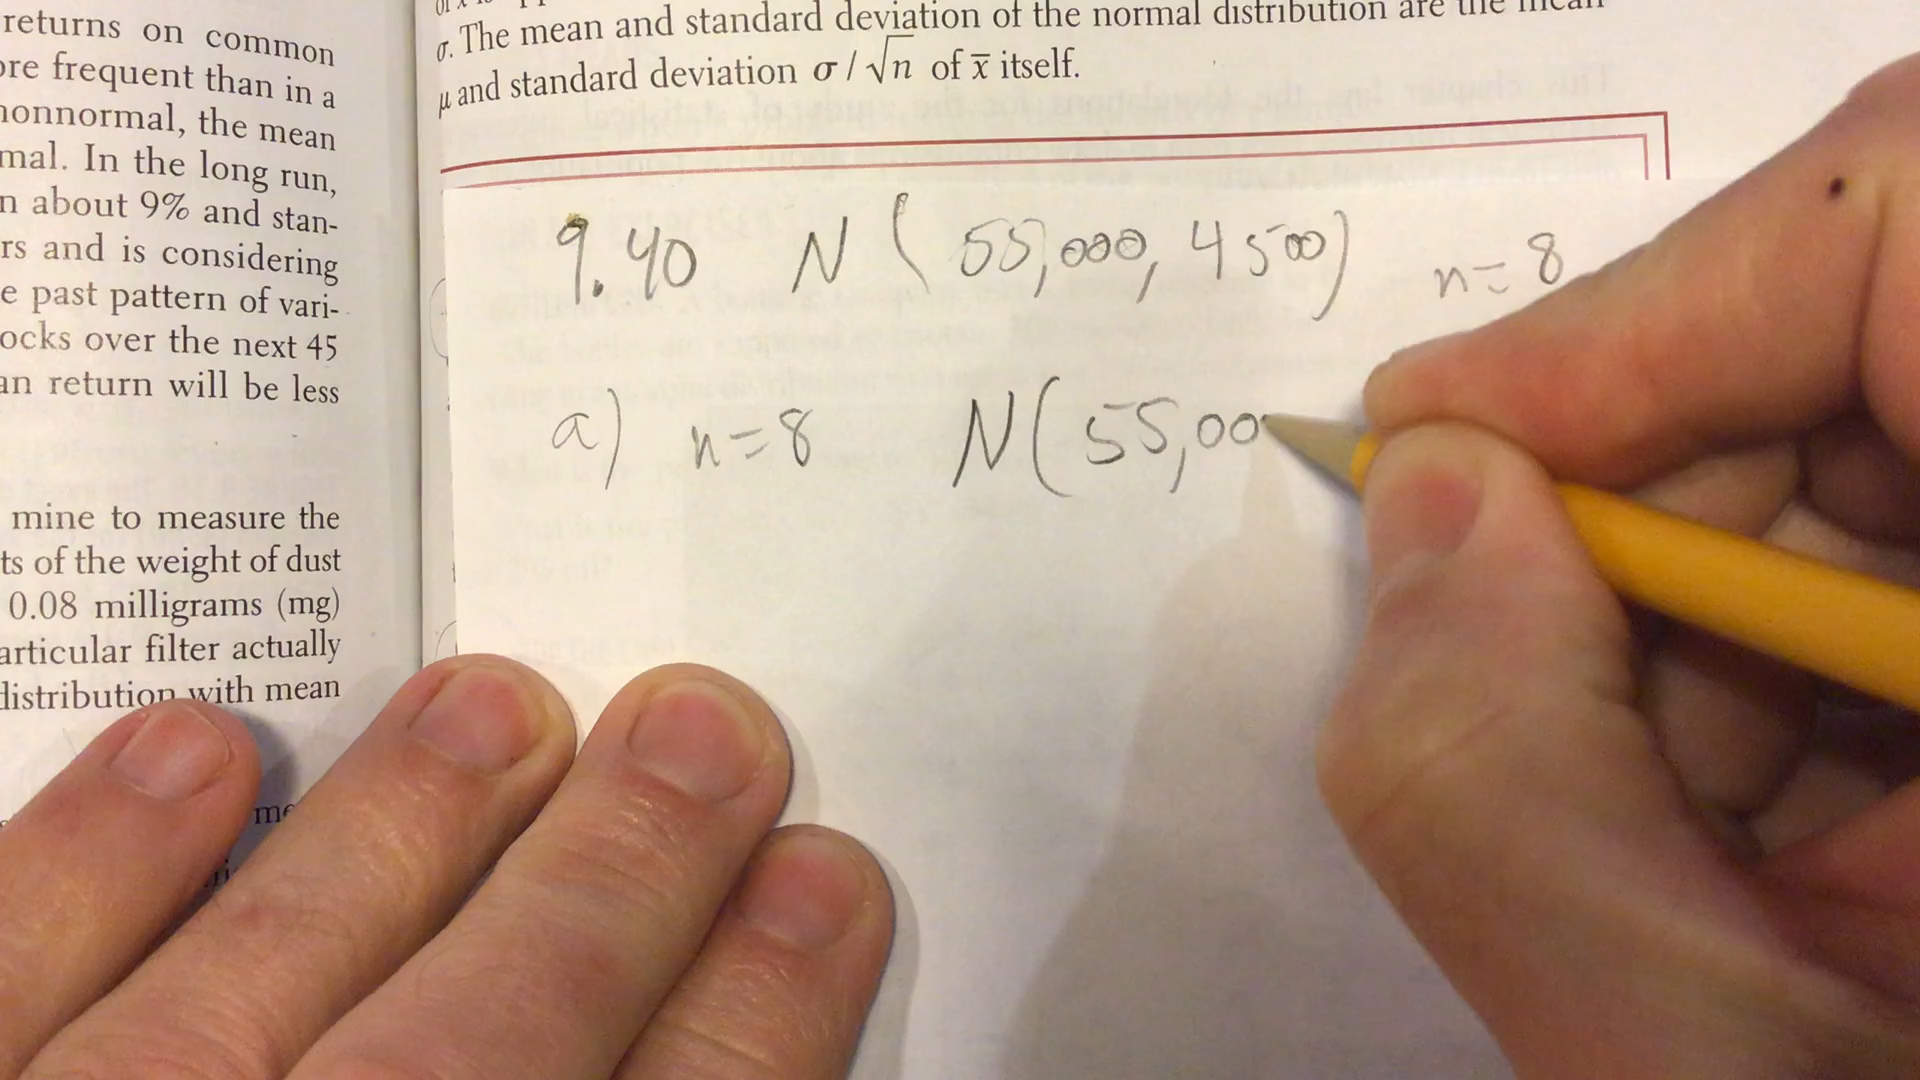 returns on common
ore frequent than in a
nonnormal, the mean
mal. In the long run,
n about 9% and stan-
rs and is considering
e past pattern of vari-
ocks over the next 45
an return will be less
mine to measure the
ts of the weight of dust
0.08 milligrams (mg)
articular filter actually
distribution with mean
σ. The mean and standard deviation of the normal distribution are the mean
μ and standard deviation σ / √n of x̄ itself.
9.40 N ( 55,000, 4500) n=8
a) n=8 N( 55,00